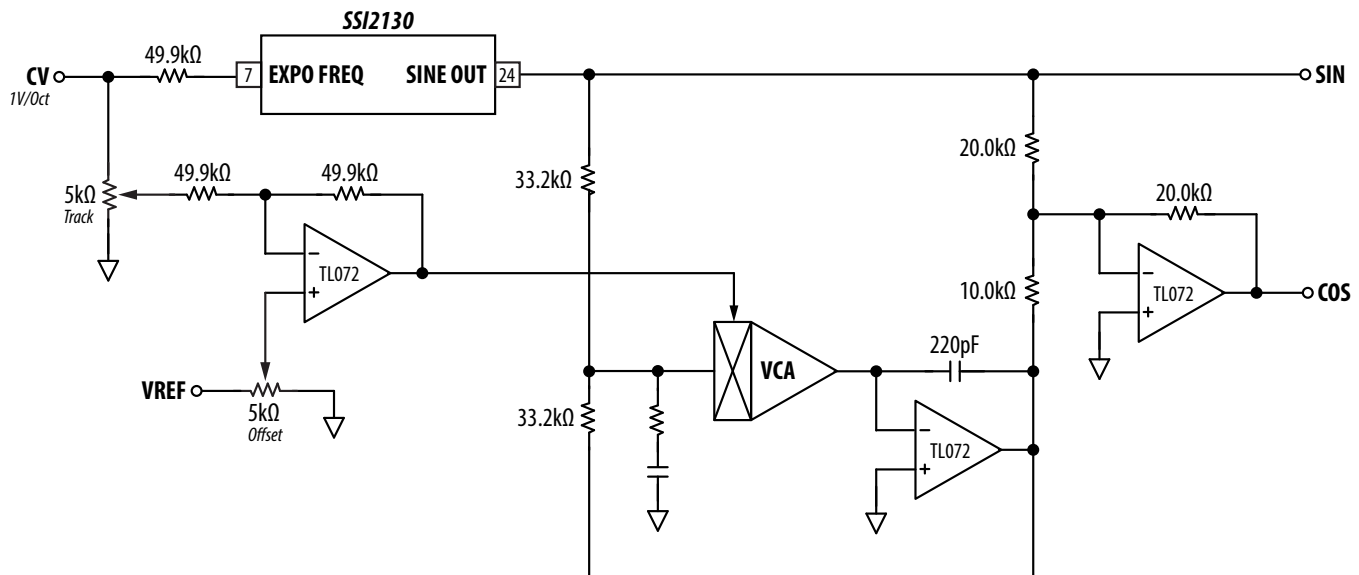 SSI2130
49.9kΩ
CV
1V/Oct
7
EXPO FREQ
SINE OUT
24
SIN
20.0kΩ
33.2kΩ
49.9kΩ
49.9kΩ
5kΩ
Track
20.0kΩ
−
TL072
+
10.0kΩ
−
TL072
+
COS
220pF
VCA
VREF
5kΩ
Offset
33.2kΩ
−
TL072
+